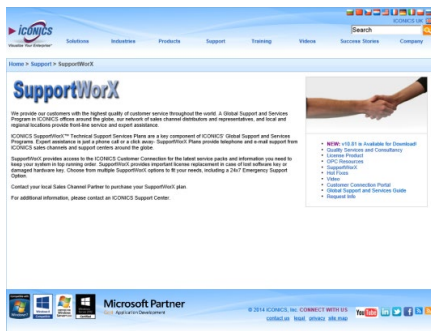 ICONICS UK
ICONICS
Visualize Your Enterprise
Search
Solutions Industries Products Support Training Videos Success Stories Company
Home > Support > SupportWorX
SupportWorX
We provide our customers with the highest quality of customer service throughout the world. A Global Support and Services
Program in ICONICS offices around the globe, our network of sales channel distributors and representatives, and local and
regional locations provide front-line service and expert assistance.
ICONICS SupportWorX™ Technical Support Services Plans are a key component of ICONICS' Global Support and Services
Programs. Expert assistance is just a phone call or a click away. SupportWorX Plans provide telephone and e-mail support from
ICONICS sales channels and support centers around the globe.
SupportWorX provides access to the ICONICS Customer Connection for the latest service packs and information you need to
keep your system in top running order. SupportWorX provides important license replacement in case of lost software key or
damaged hardware key. Choose from multiple SupportWorX options to fit your needs, including a 24x7 Emergency Support
Option.
Contact your local Sales Channel Partner to purchase your SupportWorX plan.
For additional information, please contact an ICONICS Support Center.
NEW: v10.81 is Available for Download!
Quality Services and Consultancy
License Product
OPC Resources
SupportWorX
Hot Fixes
Video
Customer Connection Portal
Global Support and Services Guide
Request Info
Microsoft Partner
Application Development
© 2014 ICONICS, Inc. CONNECT WITH US
contact us legal privacy site map
YouTube